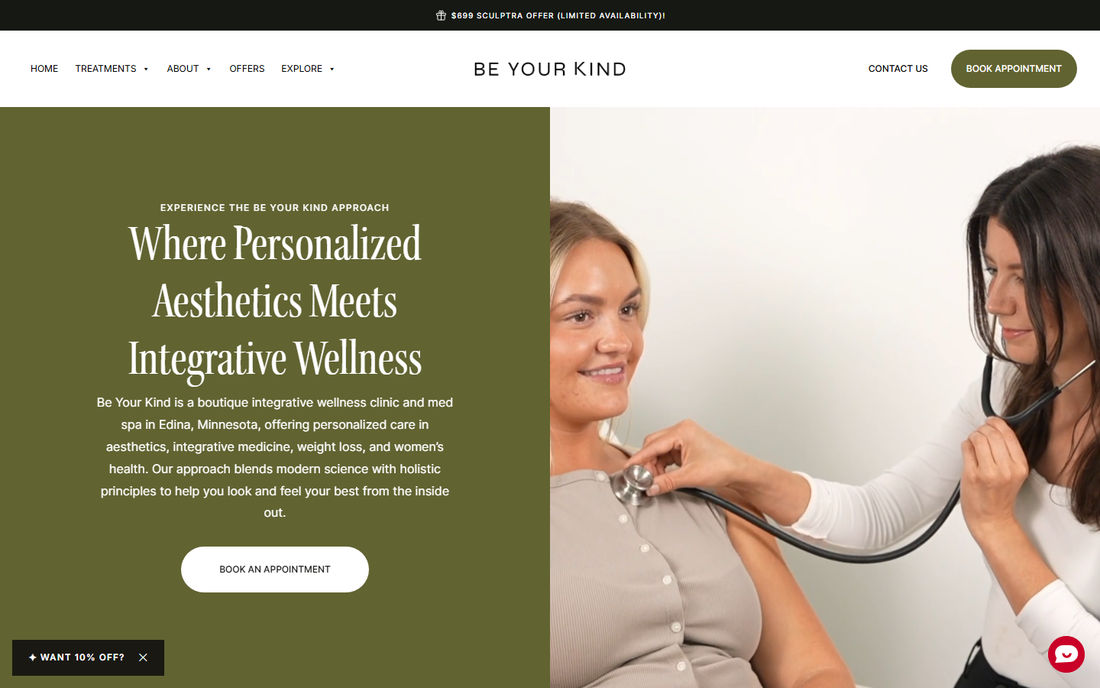 $699 SCULPTRA OFFER (LIMITED AVAILABILITY)!
HOME TREATMENTS ABOUT OFFERS EXPLORE
BE YOUR KIND
CONTACT US
BOOK APPOINTMENT
EXPERIENCE THE BE YOUR KIND APPROACH
Where Personalized
Aesthetics Meets
Integrative Wellness
Be Your Kind is a boutique integrative wellness clinic and med
spa in Edina, Minnesota, offering personalized care in
aesthetics, integrative medicine, weight loss, and women's
health. Our approach blends modern science with holistic
principles to help you look and feel your best from the inside
out.
BOOK AN APPOINTMENT
WANT 10% OFF?